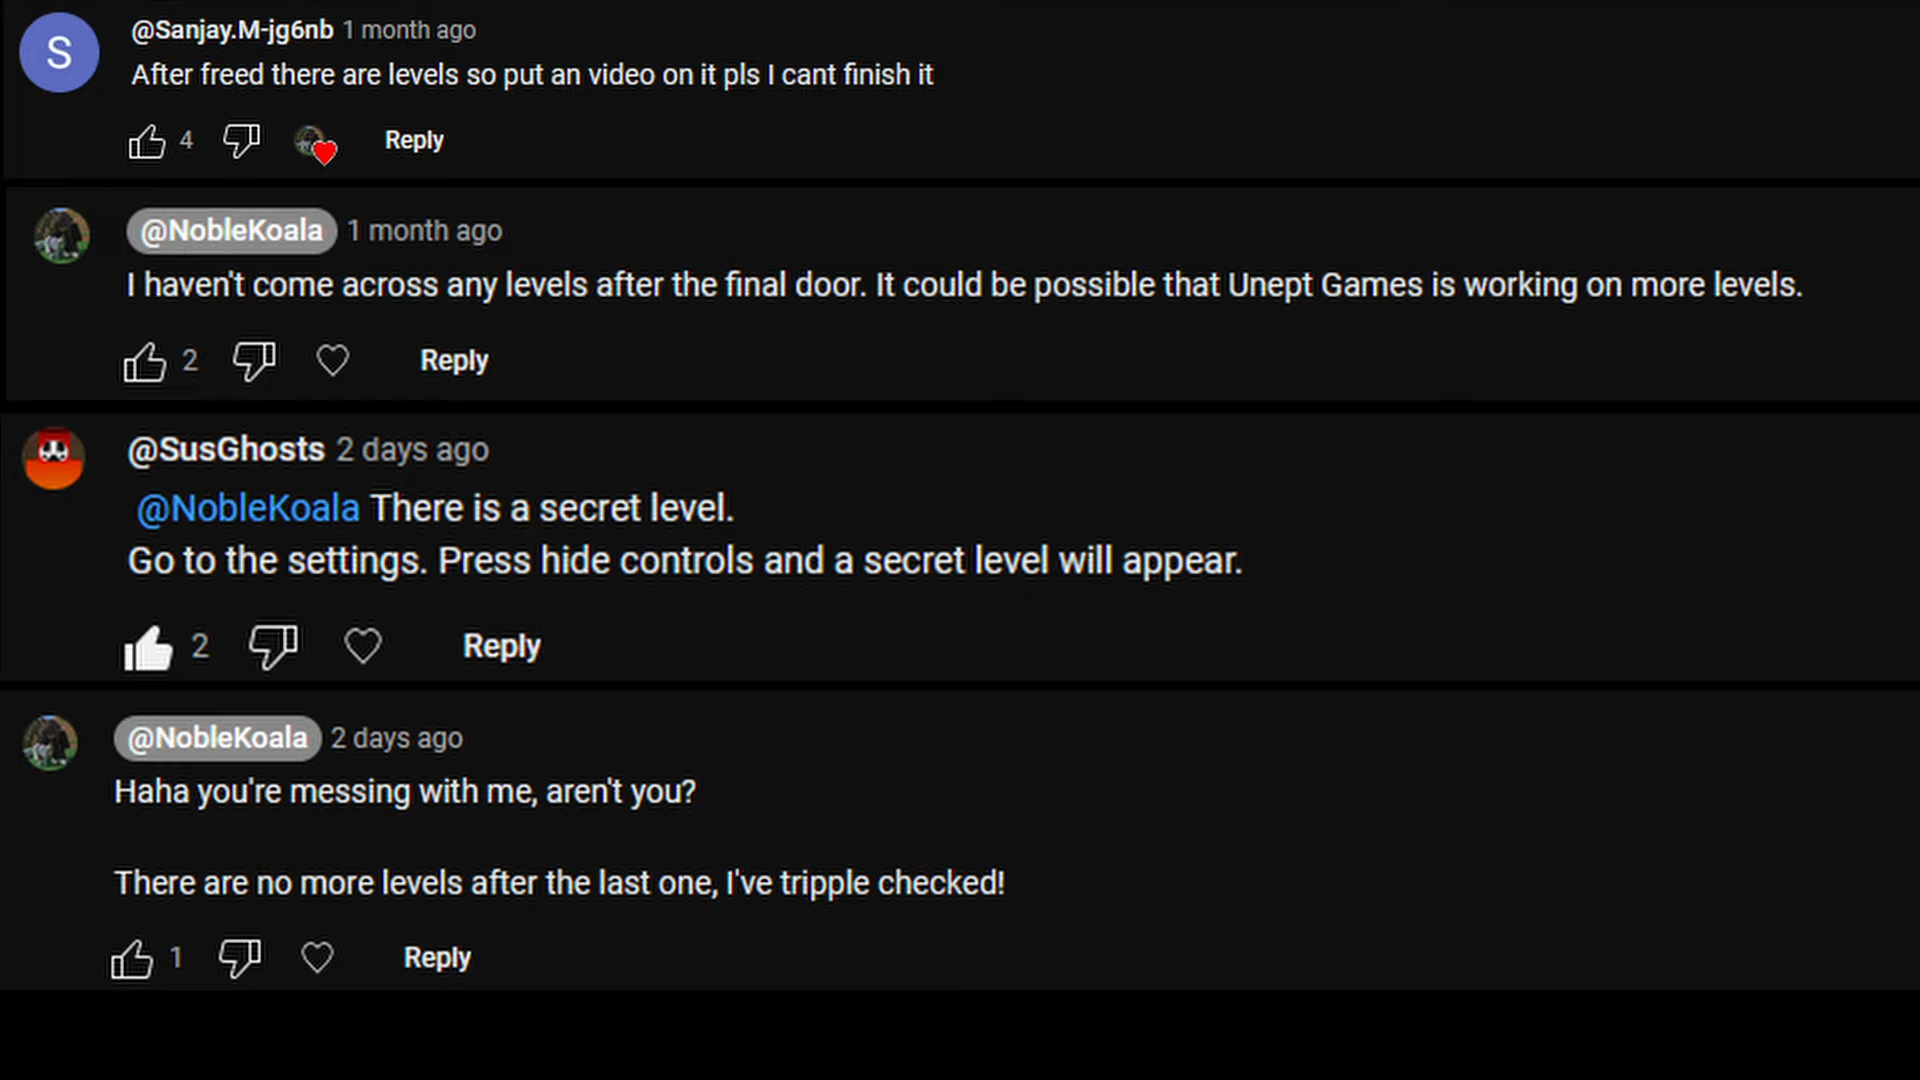 S
@Sanjay.M-jg6nb 1 month ago
After freed there are levels so put an video on it pls I cant finish it
4 Reply
@NobleKoala 1 month ago
I haven't come across any levels after the final door. It could be possible that Unept Games is working on more levels.
2 Reply
@SusGhosts 2 days ago
@NobleKoala There is a secret level.
Go to the settings. Press hide controls and a secret level will appear.
2 Reply
@NobleKoala 2 days ago
Haha you're messing with me, aren't you?
There are no more levels after the last one, I've tripple checked!
1 Reply